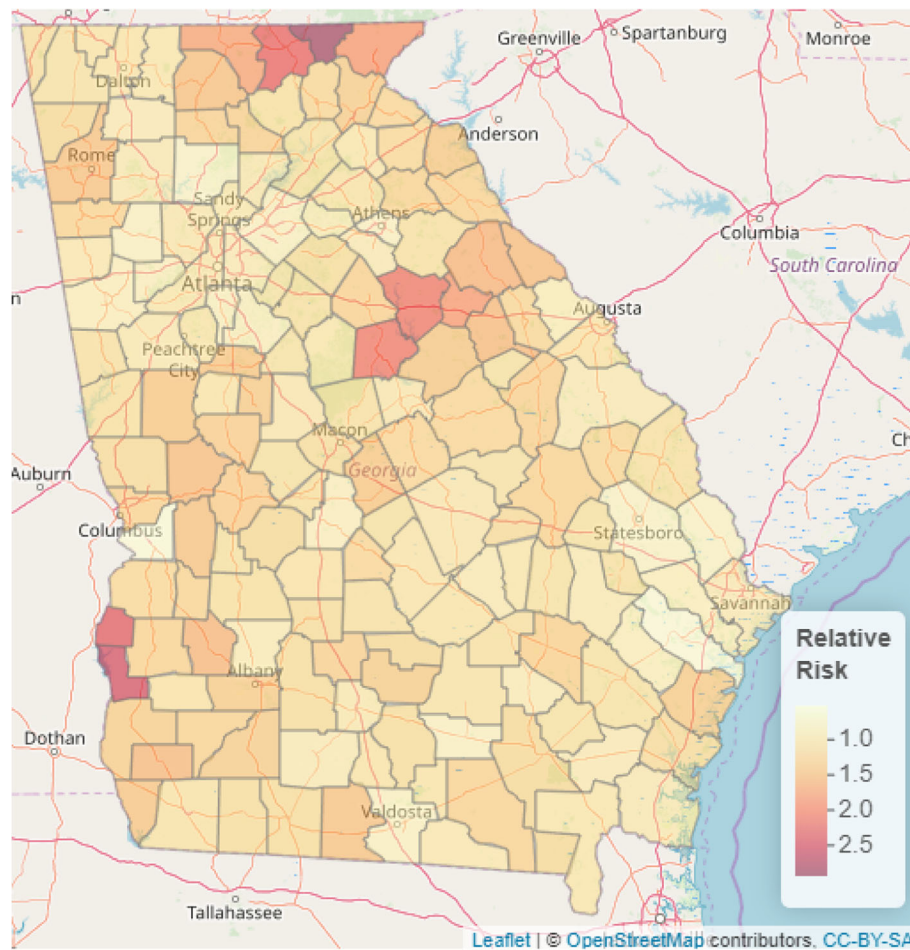 Greenville
Spartanburg
Monroe
Dalton
Anderson
Rome
Sandy
Springs
Athens
Columbia
South Carolina
Atlanta
Augusta
n
Peachtree
City
Macon
Georgia
Auburn
Ch
Columbus
Statesboro
Savannah
Relative
Risk
Albany
1.0
Dothan
1.5
2.0
Valdosta
2.5
Tallahassee
Leaflet | © OpenStreetMap contributors, CC-BY-SA